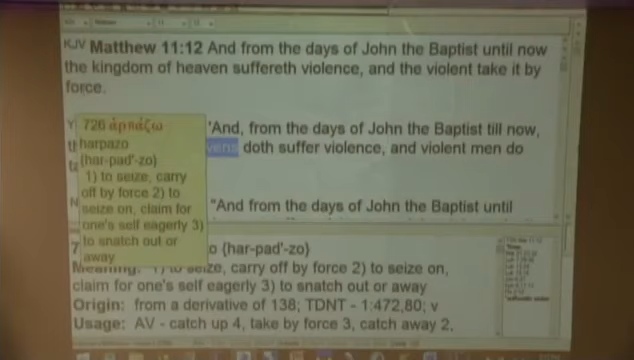 KJV Matthew 11:12 And from the days of John the Baptist until now
the kingdom of heaven suffereth violence, and the violent take it by
force.
Y
'And, from the days of John the Baptist till now,
vens doth suffer violence, and violent men do
N
"And from the days of John the Baptist until
726 ἁρπάζω
harpazo
(har-pad'-zo)
1) to seize, carry
off by force 2) to
seize on, claim for
one's self eagerly 3)
to snatch out or
away
7
o (har-pad'-zo)
Meaning: 1) to seize, carry off by force 2) to seize on,
claim for one's self eagerly 3) to snatch out or away
Origin: from a derivative of 138; TDNT - 1:472,80; v
Usage: AV - catch up 4, take by force 3, catch away 2,